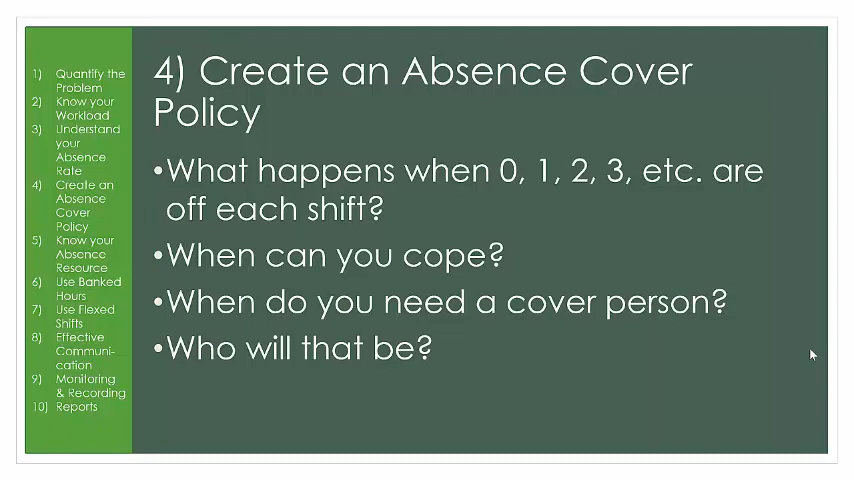 1) Quantify the
Problem
2) Know your
Workload
3) Understand
your
Absence
Rate
4) Create an
Absence
Cover
Policy
5) Know your
Absence
Resource
6) Use Banked
Hours
7) Use Flexed
Shifts
8) Effective
Communi-
cation
9) Monitoring
& Recording
10) Reports
4) Create an Absence Cover
Policy
•What happens when 0, 1, 2, 3, etc. are
off each shift?
•When can you cope?
•When do you need a cover person?
•Who will that be?